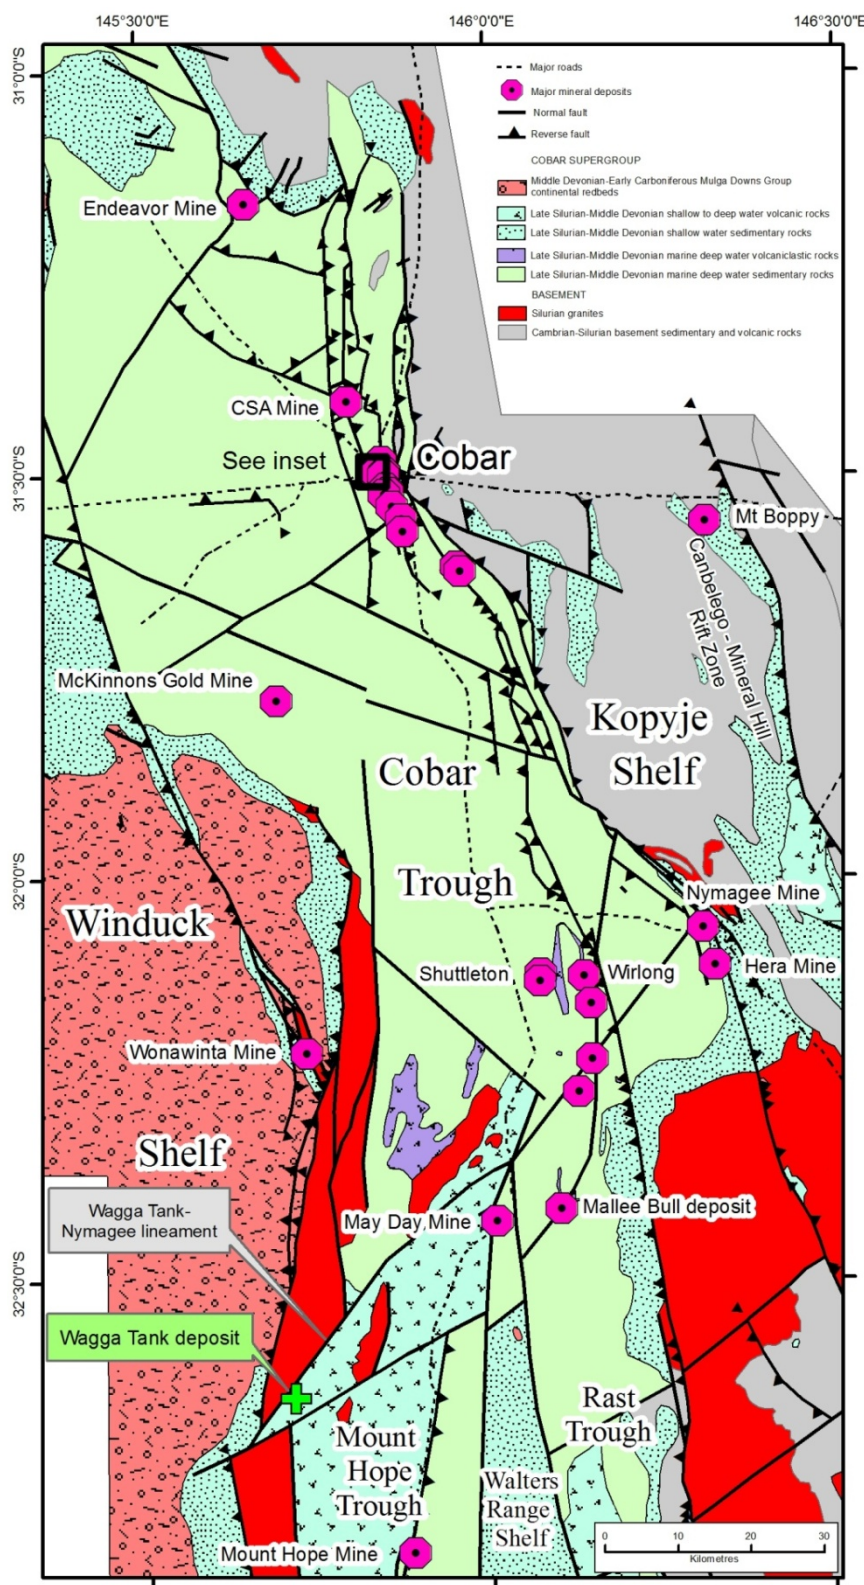 145°30'0"E
146°0'0"E
146°30'0"E
31°0'0"S
31°30'0"S
32°0'0"S
32°30'0"S
Major roads
Major mineral deposits
Normal fault
Reverse fault
COBAR SUPERGROUP
Middle Devonian-Early Carboniferous Mulga Downs Group
continental redbeds
Late Silurian-Middle Devonian shallow to deep water volcanic rocks
Late Silurian-Middle Devonian shallow water sedimentary rocks
Late Silurian-Middle Devonian marine deep water volcaniclastic rocks
Late Silurian-Middle Devonian marine deep water sedimentary rocks
BASEMENT
Silurian granites
Cambrian-Silurian basement sedimentary and volcanic rocks
Endeavor Mine
CSA Mine
See inset
Cobar
Mt Boppy
Canbelego - Mineral Hill
Rift Zone
McKinnons Gold Mine
Kopyje
Shelf
Cobar
Trough
Winduck
Shelf
Nymagee Mine
Shuttleton
Wirlong
Hera Mine
Wonawinta Mine
Wagga Tank-
Nymagee lineament
May Day Mine
Mallee Bull deposit
Wagga Tank deposit
Rast
Trough
Mount
Hope
Trough
Walters
Range
Shelf
Mount Hope Mine
0 10 20 30
Kilometres